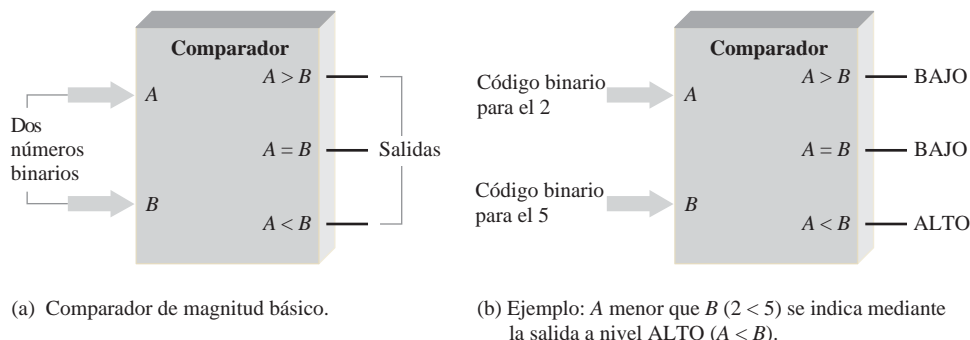 Comparador
A > B
A
Dos
números
binarios
A = B
Salidas
B
A < B
(a) Comparador de magnitud básico.
Comparador
Código binario
para el 2
A > B
BAJO
A
A = B
BAJO
Código binario
para el 5
B
A < B
ALTO
(b) Ejemplo: A menor que B (2 < 5) se indica mediante
la salida a nivel ALTO (A < B).